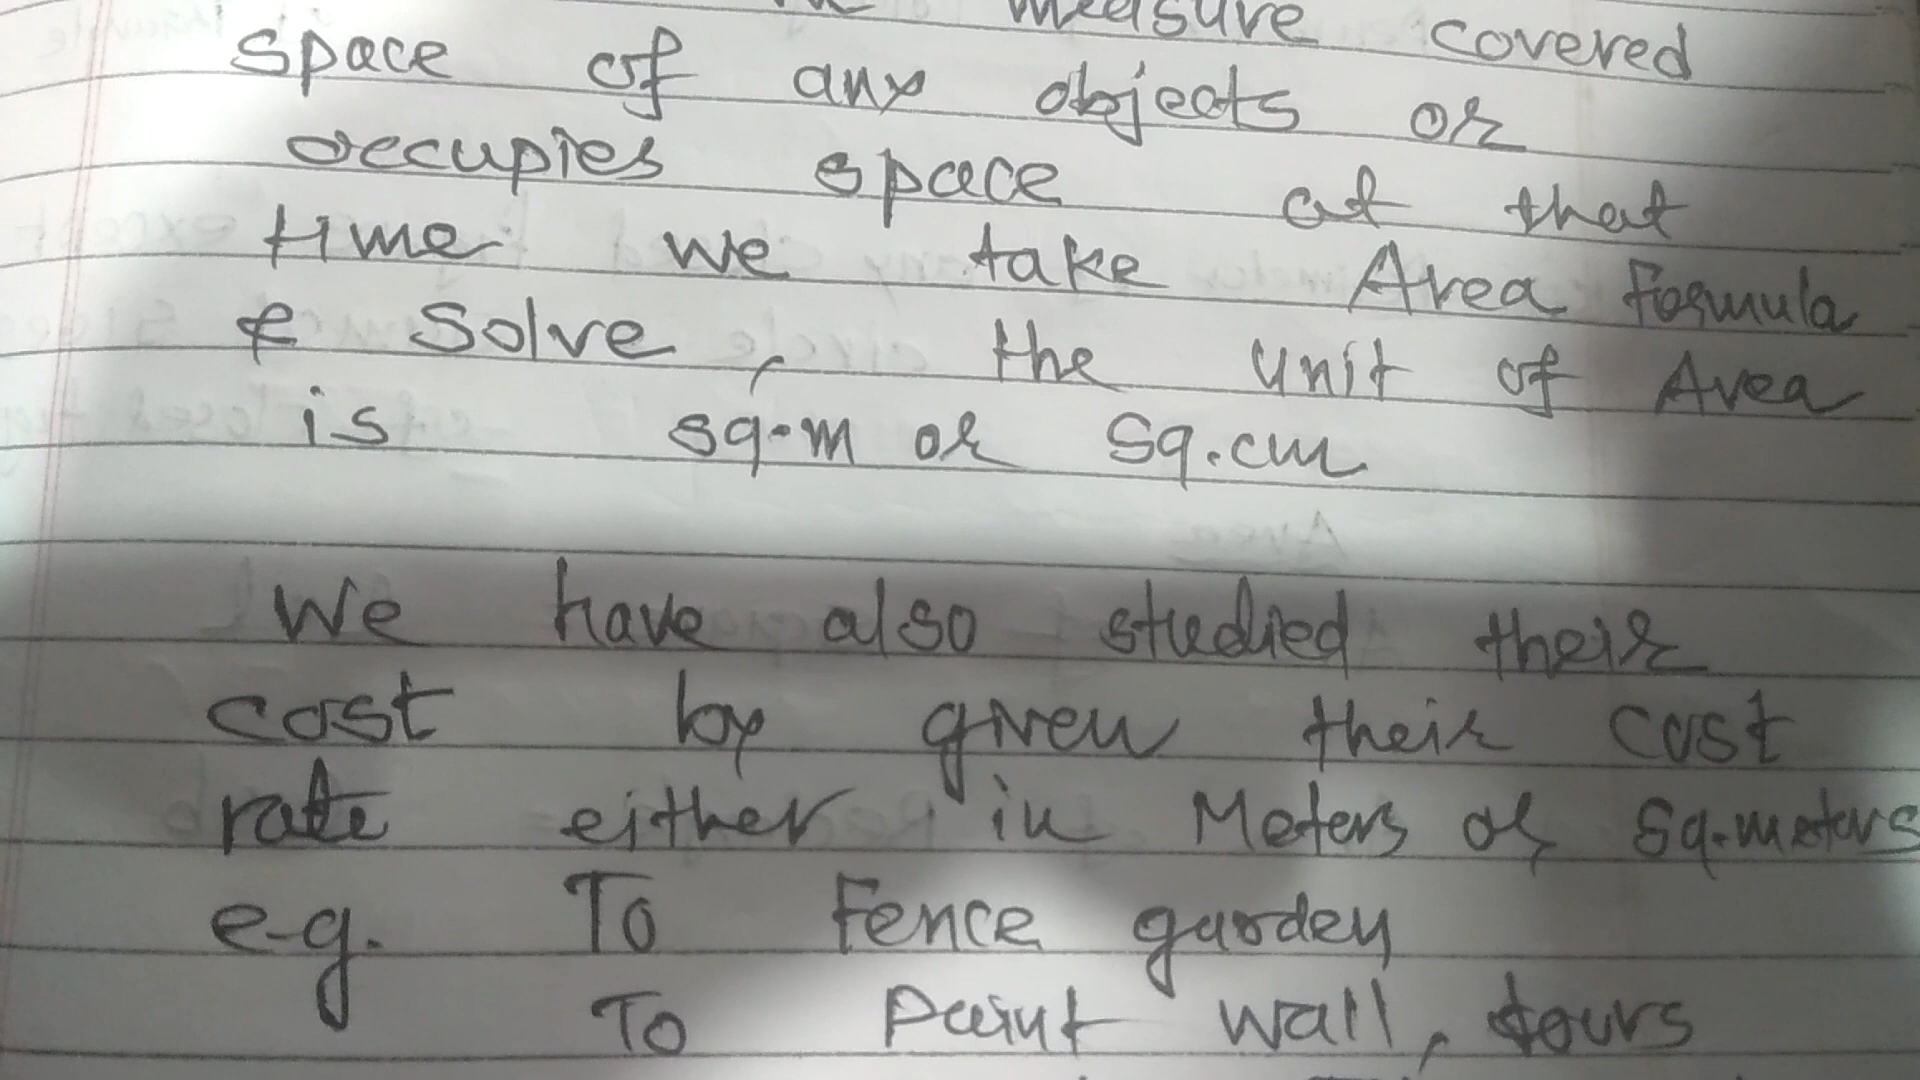 measure covered
space of any objects or
occupies space at that
time we take Area formula
& solve, the unit of Area
is sq.m or sq.cm
We have also studied their
cost by given their cost
rate either in Meters or Sq.meters
e.g. To Fence garden
To paint wall,